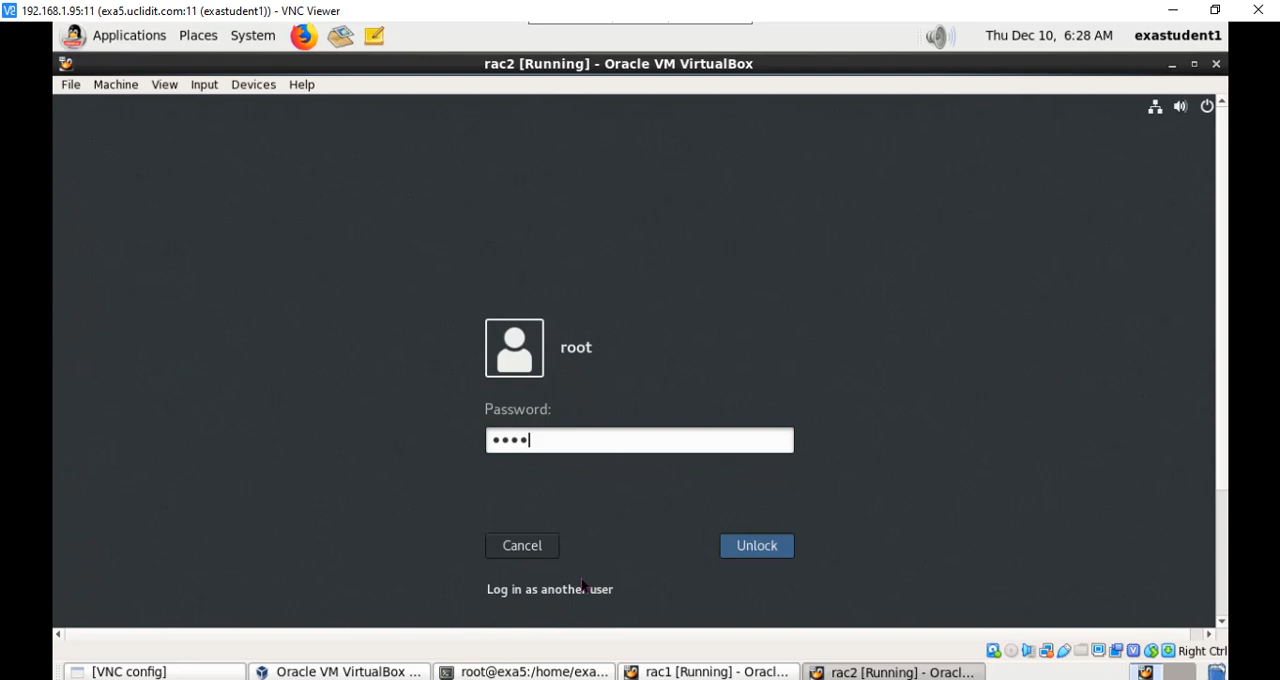 192.168.1.95:11 (exa5.uclidit.com:11 (exastudent1)) - VNC Viewer
Applications Places System Thu Dec 10, 6:28 AM exastudent1
rac2 [Running] - Oracle VM VirtualBox
File Machine View Input Devices Help
root
Password:
Cancel Unlock
Log in as another user
Right Ctrl
[VNC config] Oracle VM VirtualBox ... root@exa5:/home/exa... rac1 [Running] - Oracl... rac2 [Running] - Oracl...